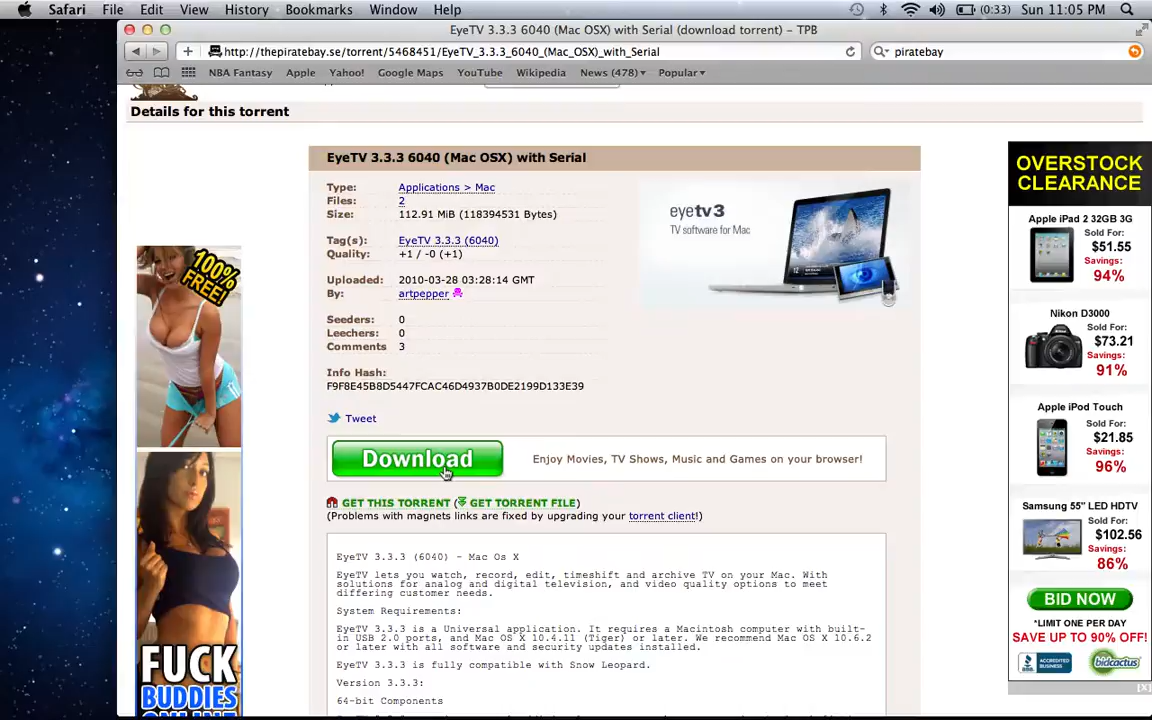 Safari File Edit View History Bookmarks Window Help (0:33) Sun 11:05 PM
EyeTV 3.3.3 6040 (Mac OSX) with Serial (download torrent) – TPB
http://thepiratebay.se/torrent/5468451/EyeTV_3.3.3_6040_(Mac_OSX)_with_Serial piratebay
NBA Fantasy Apple Yahoo! Google Maps YouTube Wikipedia News (478) Popular
Details for this torrent
EyeTV 3.3.3 6040 (Mac OSX) with Serial
Type: Applications > Mac
Files: 2
Size: 112.91 MiB (118394531 Bytes)
Tag(s): EyeTV 3.3.3 (6040)
Quality: +1 / -0 (+1)
Uploaded: 2010-03-28 03:28:14 GMT
By: artpepper
Seeders: 0
Leechers: 0
Comments 3
Info Hash:
F9F8E45B8D5447FCAC46D4937B0DE2199D133E39
Tweet
eyetv3
TV software for Mac
Download Enjoy Movies, TV Shows, Music and Games on your browser!
GET THIS TORRENT (GET TORRENT FILE)
(Problems with magnets links are fixed by upgrading your torrent client!)
EyeTV 3.3.3 (6040) - Mac Os X
EyeTV lets you watch, record, edit, timeshift and archive TV on your Mac. With
solutions for analog and digital television, and video quality options to meet
differing customer needs.
System Requirements:
EyeTV 3.3.3 is a Universal application. It requires a Macintosh computer with built-
in USB 2.0 ports, and Mac OS X 10.4.11 (Tiger) or later. We recommend Mac OS X 10.6.2
or later with all software and security updates installed.
EyeTV 3.3.3 is fully compatible with Snow Leopard.
Version 3.3.3:
64-bit Components
100%
FREE!
FUCK
BUDDIES
ONLINE
OVERSTOCK
CLEARANCE
Apple iPad 2 32GB 3G
Sold For:
$51.55
Savings:
94%
Nikon D3000
Sold For:
$73.21
Savings:
91%
Apple iPod Touch
Sold For:
$21.85
Savings:
96%
Samsung 55" LED HDTV
Sold For:
$102.56
Savings:
86%
BID NOW
*LIMIT ONE PER DAY
SAVE UP TO 90% OFF!
BBB ACCREDITED BUSINESS bidcactus
[X]